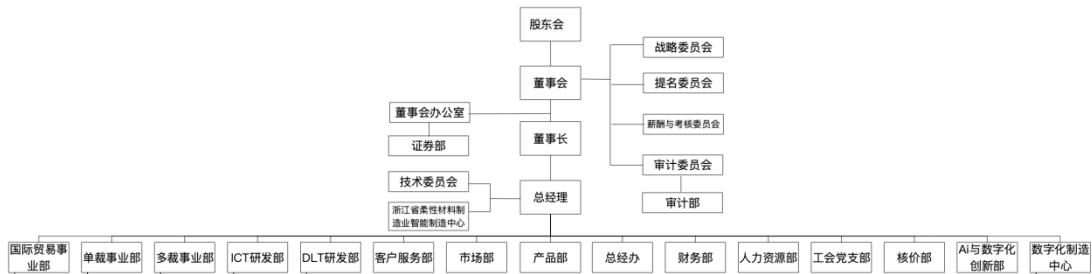 股东会
战略委员会
董事会
提名委员会
董事会办公室
薪酬与考核委员会
董事长
证券部
审计委员会
技术委员会
总经理
审计部
浙江省柔性材料制
造业智能制造中心
国际贸易事
业部
单裁事业部
多裁事业部
ICT研发部
DLT研发部
客户服务部
市场部
产品部
总经办
财务部
人力资源部
工会党支部
核价部
Ai与数字化
创新部
数字化制造
中心